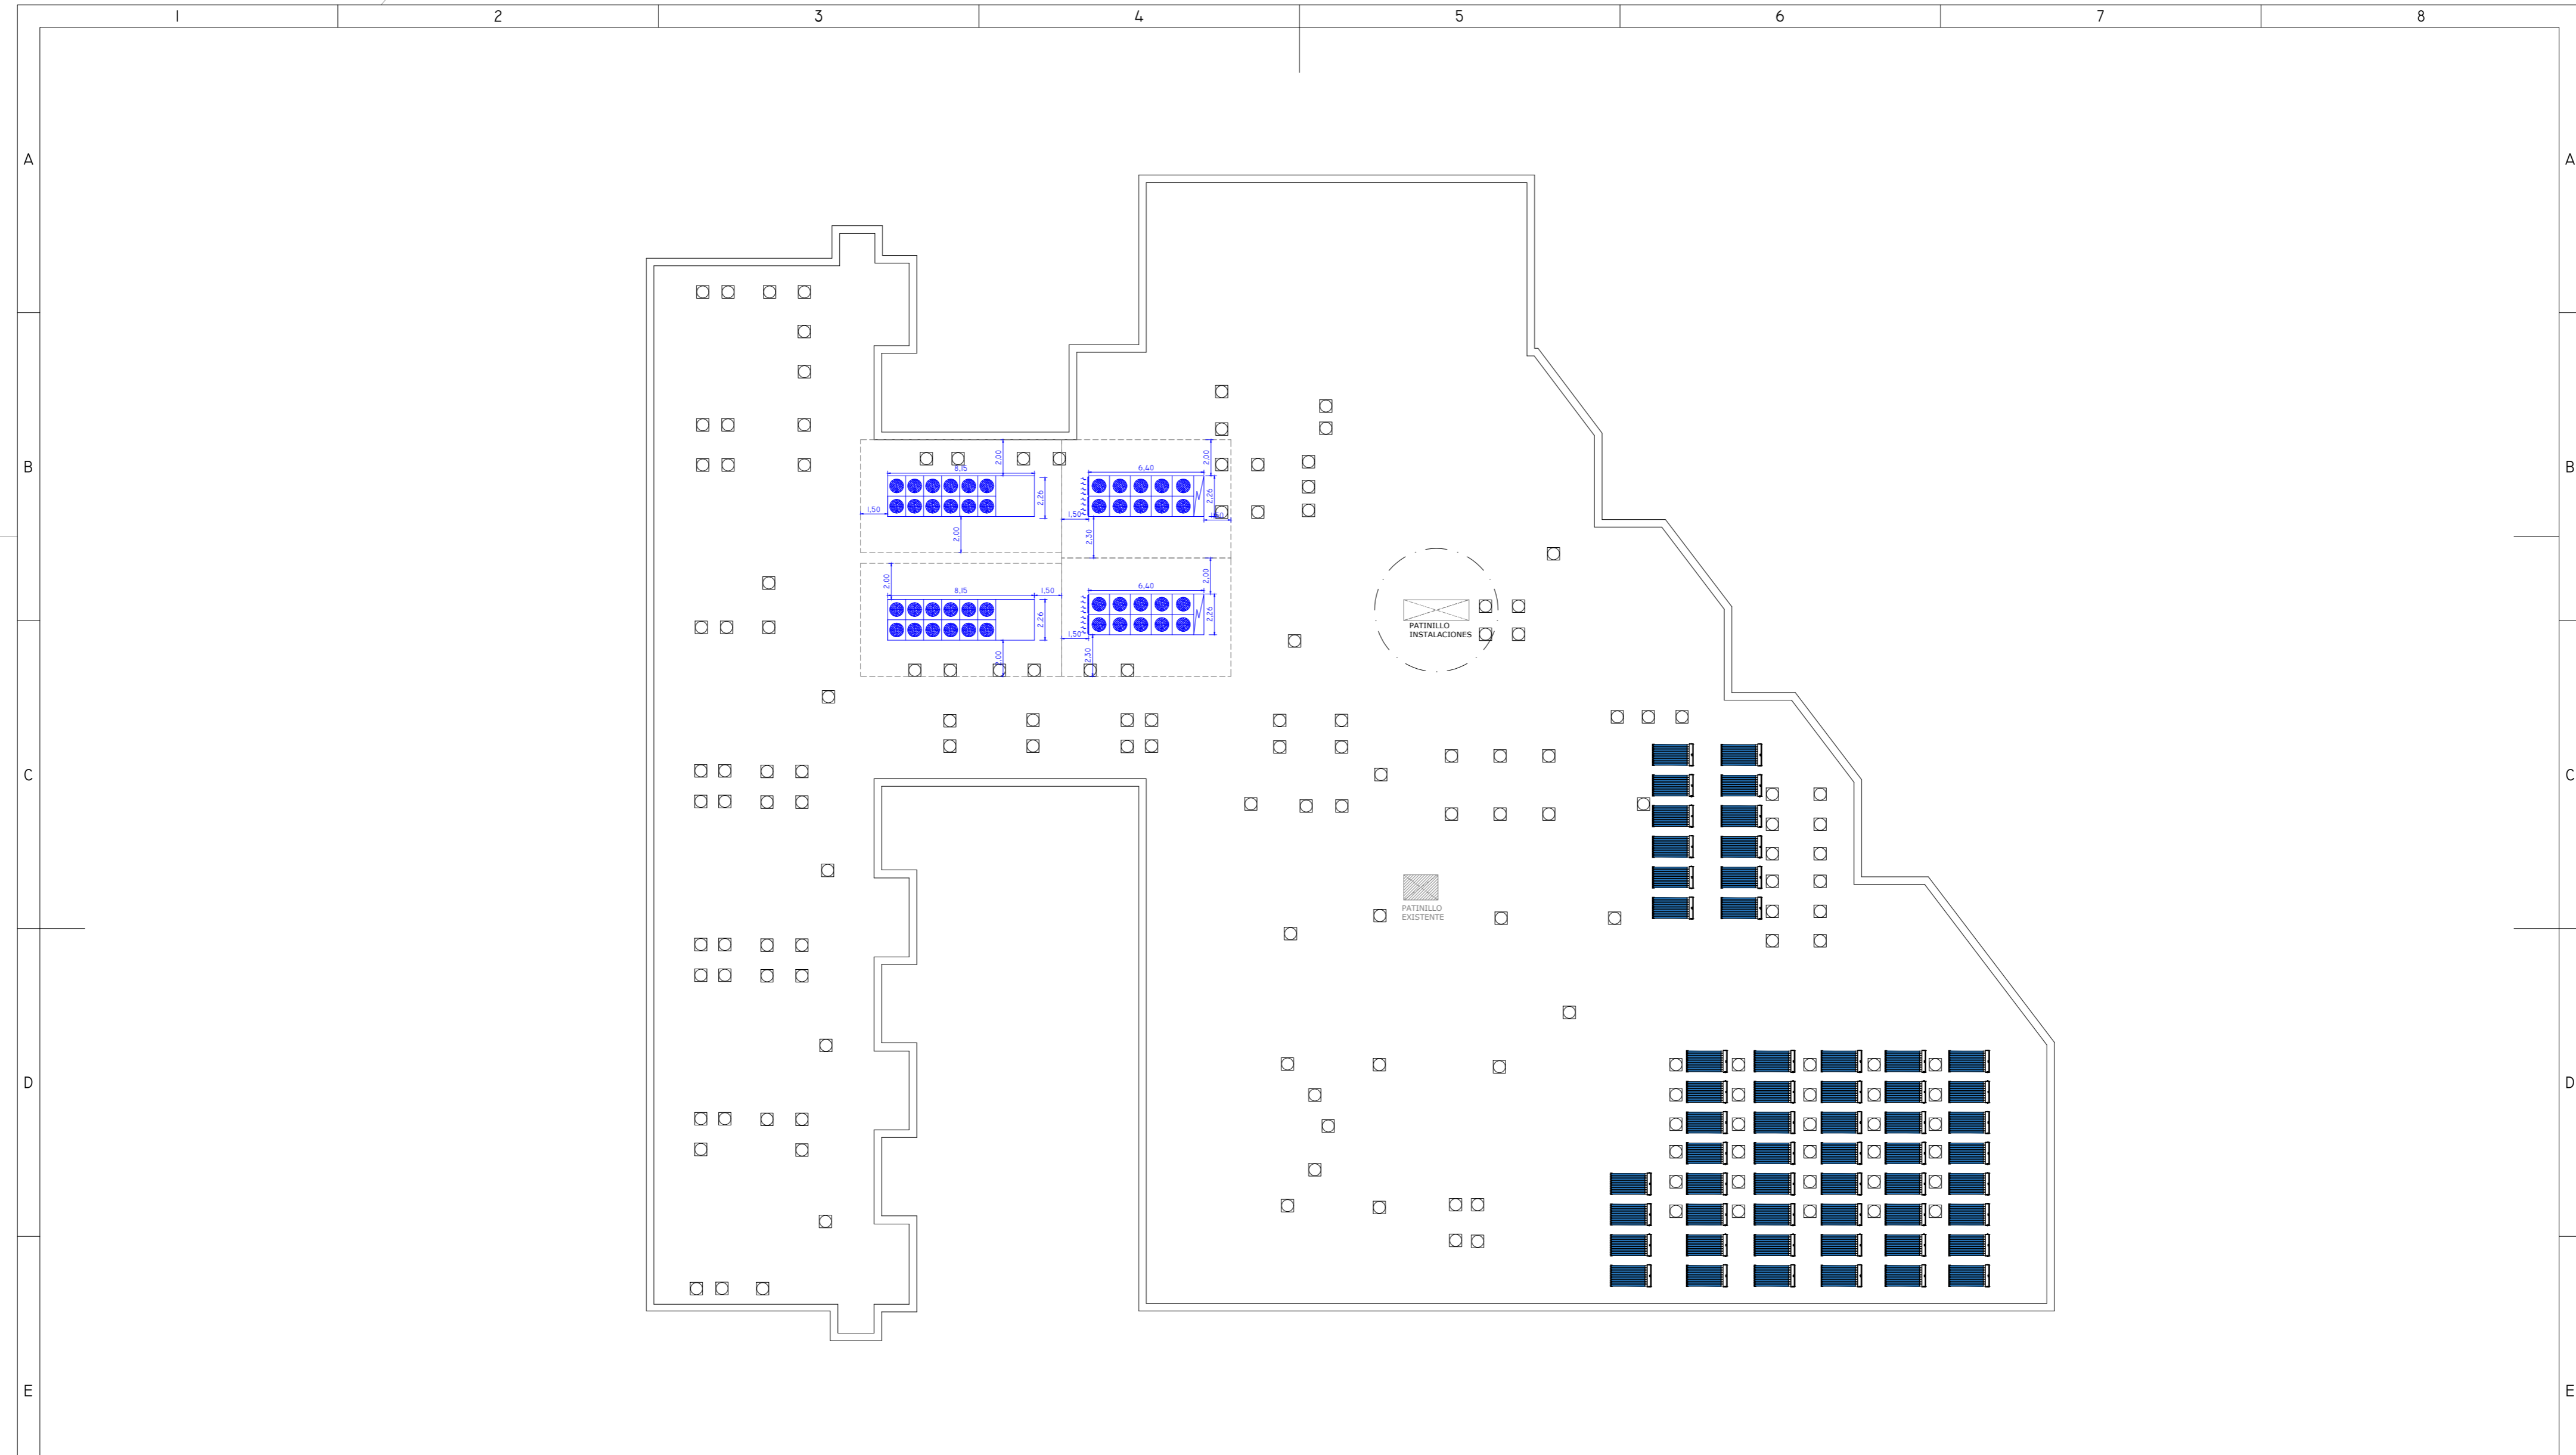 1 2 3 4 5 6 7 8
A A
2,00 2,00
8,15 6,40
B B
2,26 2,26
1,50 1,50 1,50
2,00 2,30
2,00 2,00
8,15 1,50 6,40
2,26 2,26
PATINILLO
INSTALACIONES
1,50
2,00 2,30
C C
PATINILLO
EXISTENTE
D D
E E